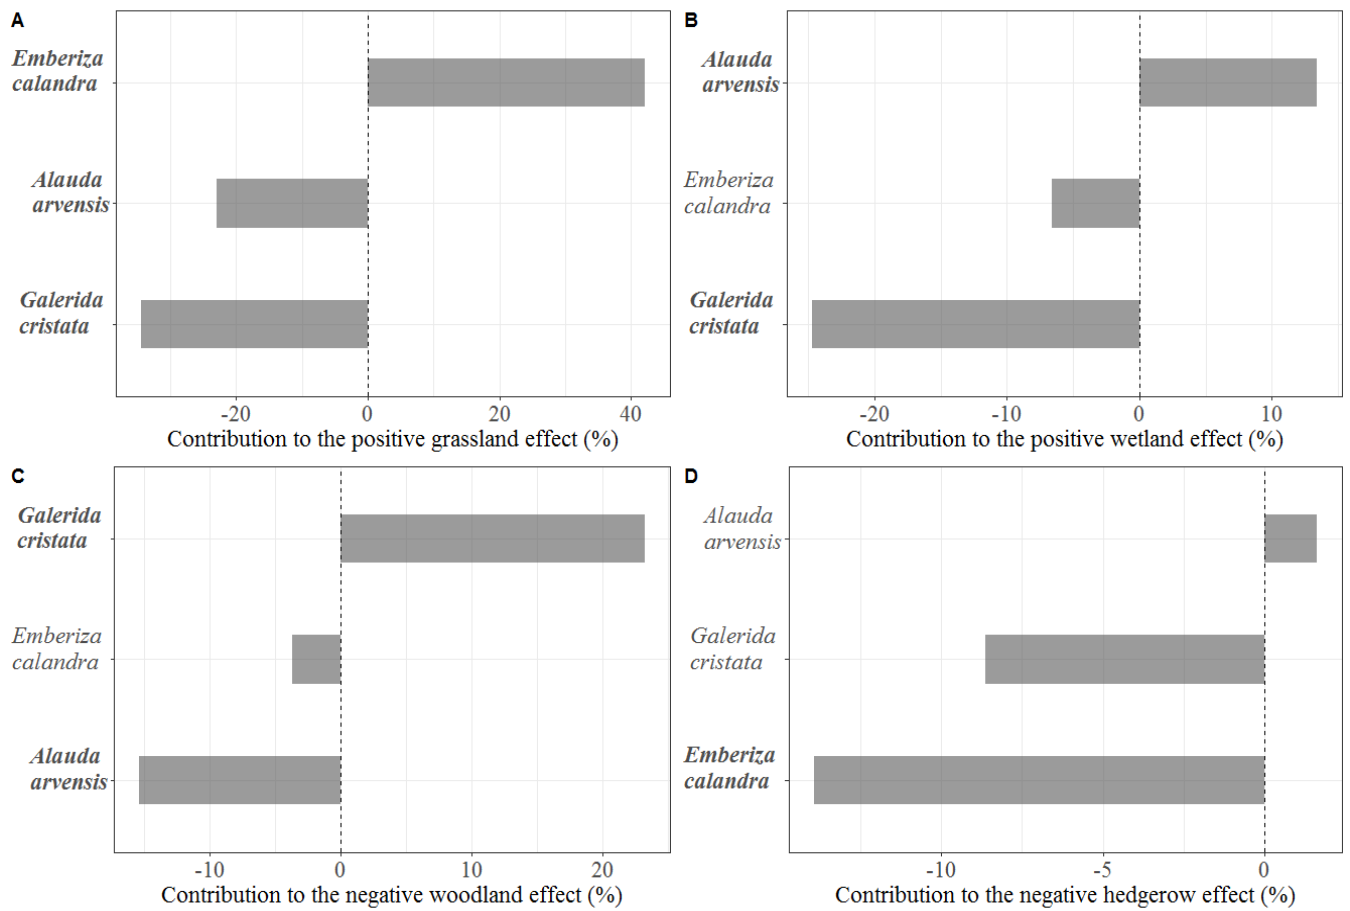 A
Emberiza
calandra
Alauda
arvensis
Galerida
cristata
-20 0 20 40
Contribution to the positive grassland effect (%)
B
Alauda
arvensis
Emberiza
calandra
Galerida
cristata
-20 -10 0 10
Contribution to the positive wetland effect (%)
C
Galerida
cristata
Emberiza
calandra
Alauda
arvensis
-10 0 10 20
Contribution to the negative woodland effect (%)
D
Alauda
arvensis
Galerida
cristata
Emberiza
calandra
-10 -5 0
Contribution to the negative hedgerow effect (%)